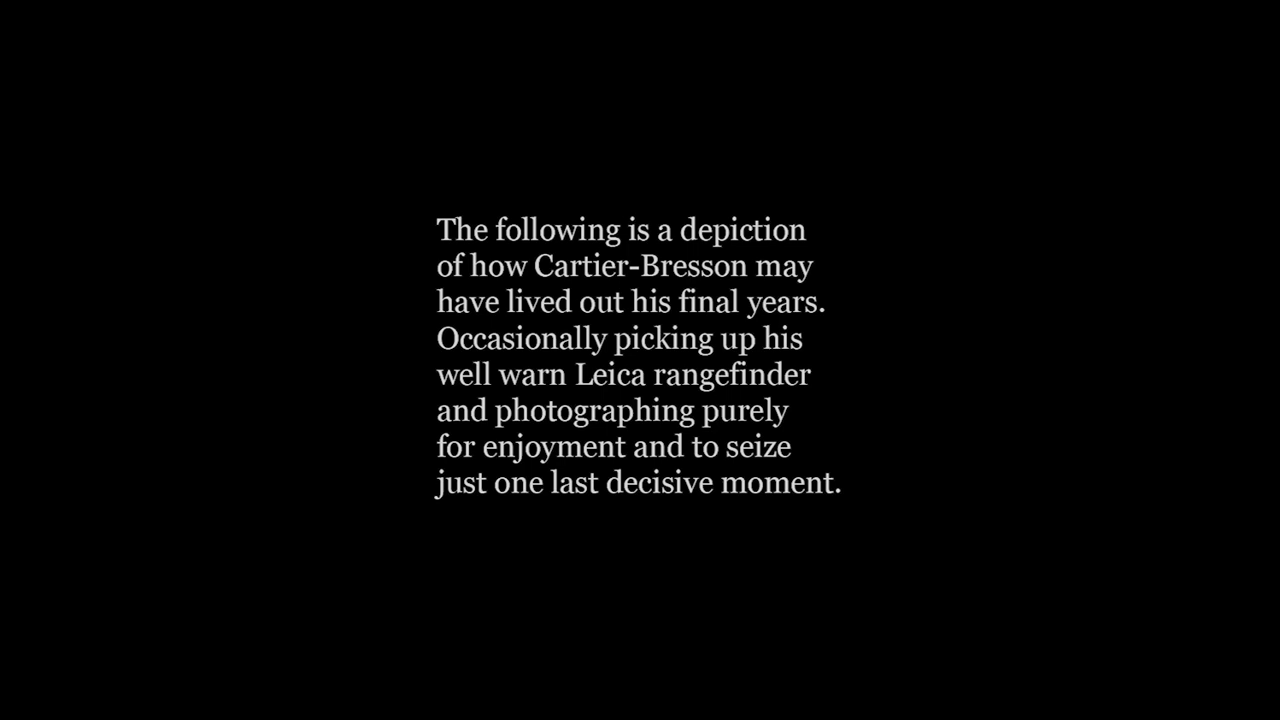 The following is a depiction
of how Cartier-Bresson may
have lived out his final years.
Occasionally picking up his
well warn Leica rangefinder
and photographing purely
for enjoyment and to seize
just one last decisive moment.